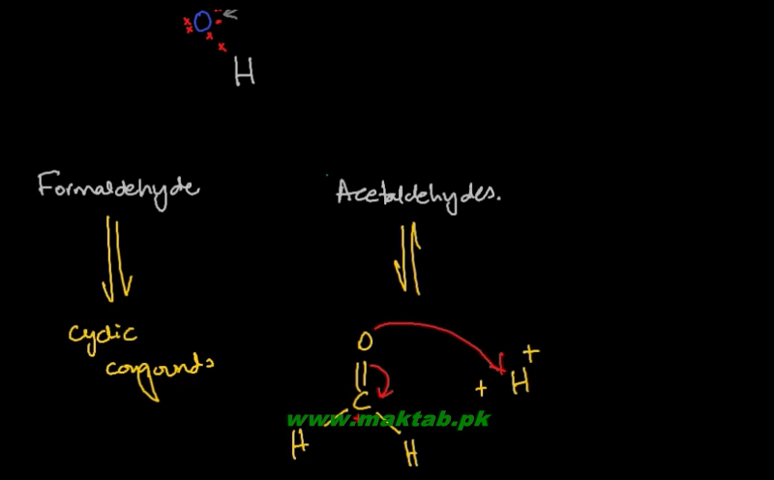 O
H
Formaldehyde Acetaldehydes.
cyclic
compounds
O
+
+ H
C
www.maktab.pk
H H